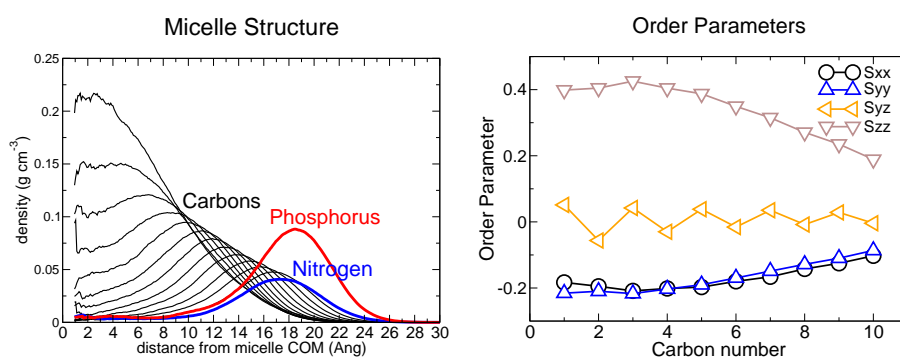 Micelle Structure
0.25
0.2
0.15
0.1
0.05
0
density (g cm-3)
Carbons
Phosphorus
Nitrogen
0 2 4 6 8 10 12 14 16 18 20 22 24 26 28 30
distance from micelle COM (Ang)
Order Parameters
0.4
0.2
0
-0.2
Order Parameter
Sxx
Syy
Syz
Szz
0 2 4 6 8 10
Carbon number